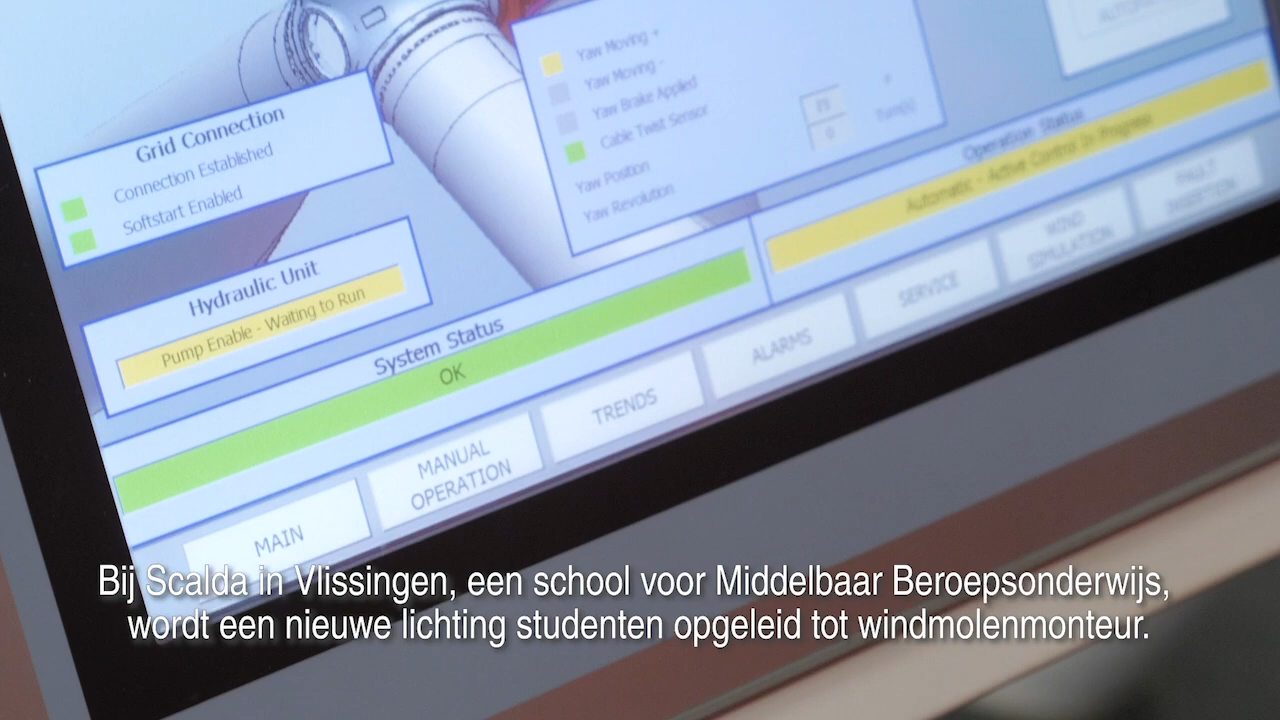 Yaw Moving +
Yaw Moving -
Yaw Brake Applied
Cable Twist Sensor
Yaw Position
Yaw Revolution
Turn(s)
Grid Connection
Connection Established
Softstart Enabled
Hydraulic Unit
Pump Enable - Waiting to Run
System Status
OK
Operation Status
Automatic - Active Control In Progress
MAIN
MANUAL
OPERATION
TRENDS
ALARMS
SERVICE
WIND
SIMULATION
FAULT
INSERTION
Bij Scalda in Vlissingen, een school voor Middelbaar Beroepsonderwijs,
wordt een nieuwe lichting studenten opgeleid tot windmolenmonteur.